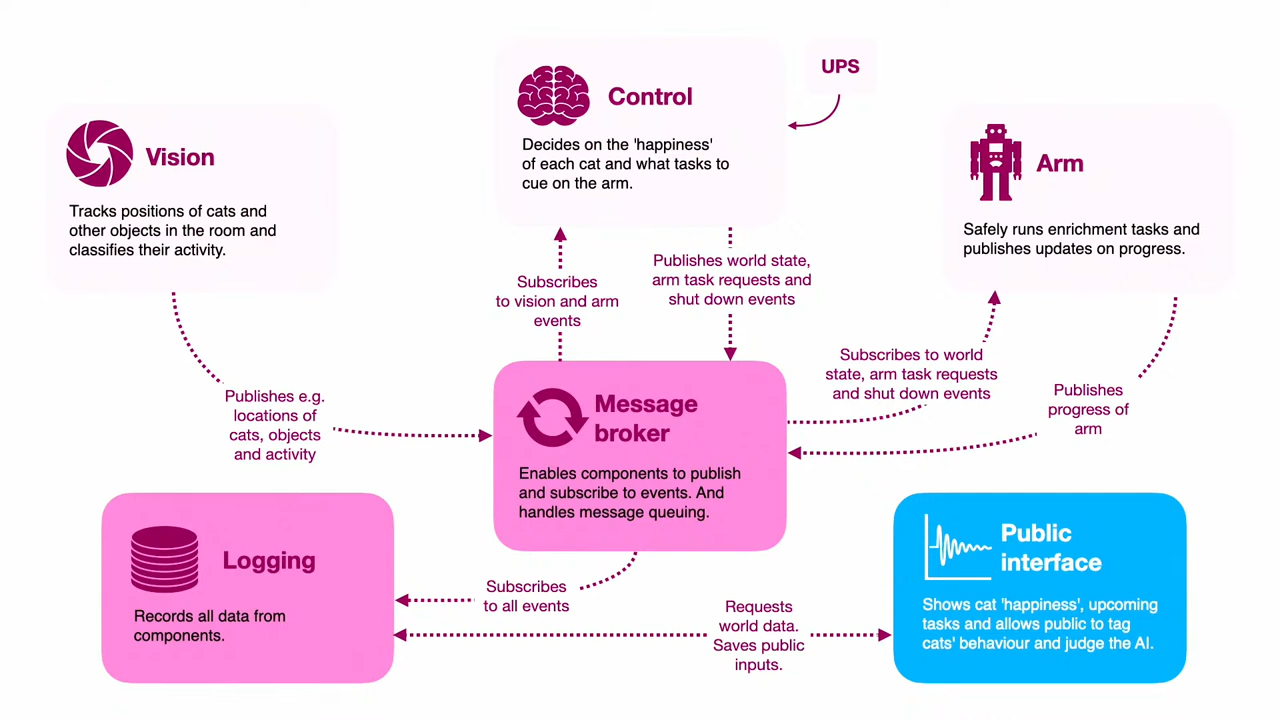 UPS
Control
Decides on the 'happiness'
of each cat and what tasks to
cue on the arm.
Vision
Tracks positions of cats and
other objects in the room and
classifies their activity.
Arm
Safely runs enrichment tasks and
publishes updates on progress.
Subscribes
to vision and arm
events
Publishes world state,
arm task requests and
shut down events
Subscribes to world
state, arm task requests
and shut down events
Publishes
progress of
arm
Publishes e.g.
locations of
cats, objects
and activity
Message
broker
Enables components to publish
and subscribe to events. And
handles message queuing.
Logging
Records all data from
components.
Subscribes
to all events
Requests
world data.
Saves public
inputs.
Public
interface
Shows cat 'happiness', upcoming
tasks and allows public to tag
cats' behaviour and judge the AI.